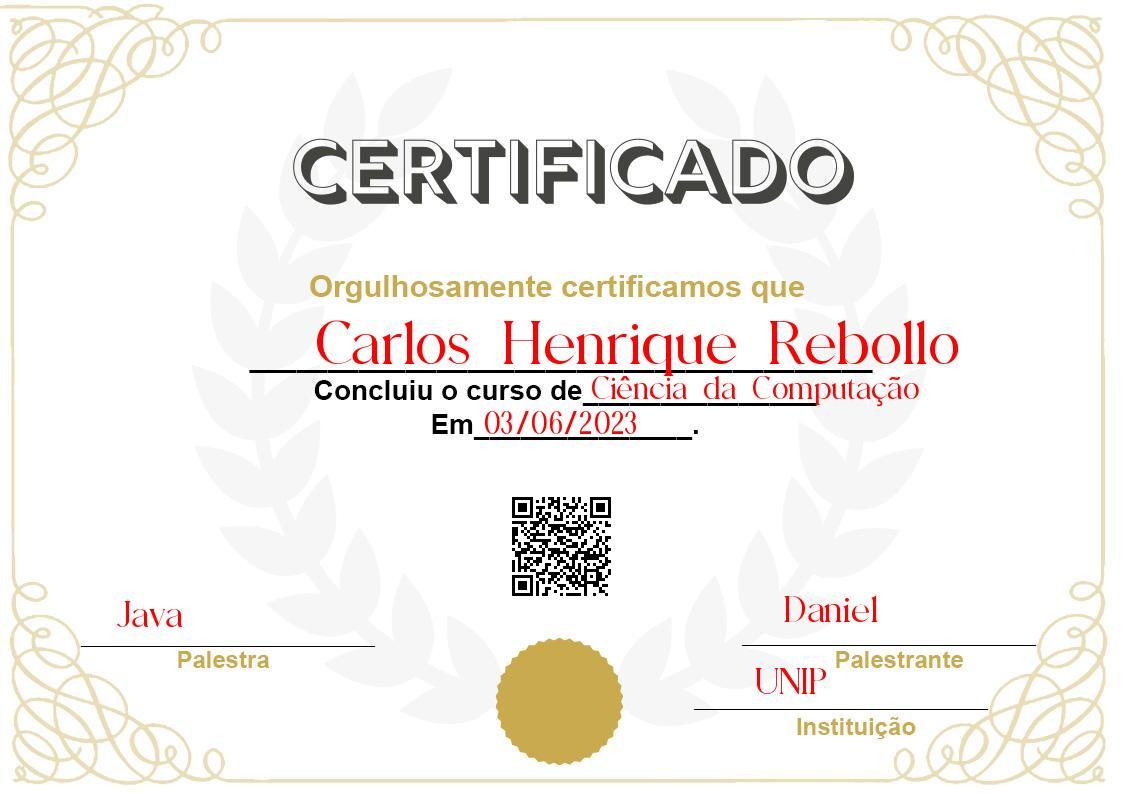 CERTIFICADO
Orgulhosamente certificamos que
Carlos Henrique Rebollo
Concluiu o curso de Ciência da Computação
Em 03/06/2023.
Java
Palestra
Daniel
Palestrante
UNIP
Instituição